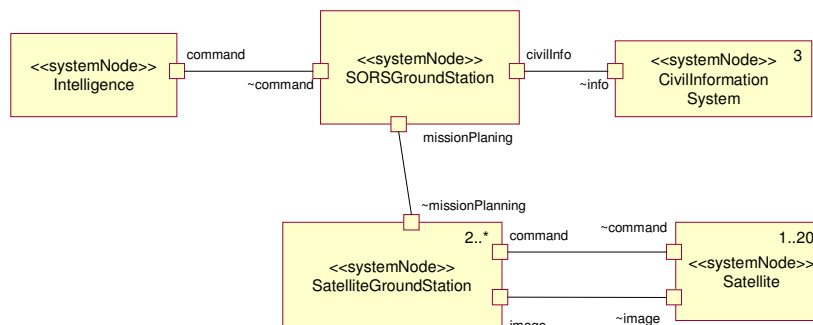 command
<<systemNode>>
Intelligence
~command
<<systemNode>>
SORSGroundStation
civilInfo
~info
3
<<systemNode>>
CivilInformation
System
missionPlaning
~missionPlanning
2..*
<<systemNode>>
SatelliteGroundStation
command
~command
image
~image
1..20
<<systemNode>>
Satellite